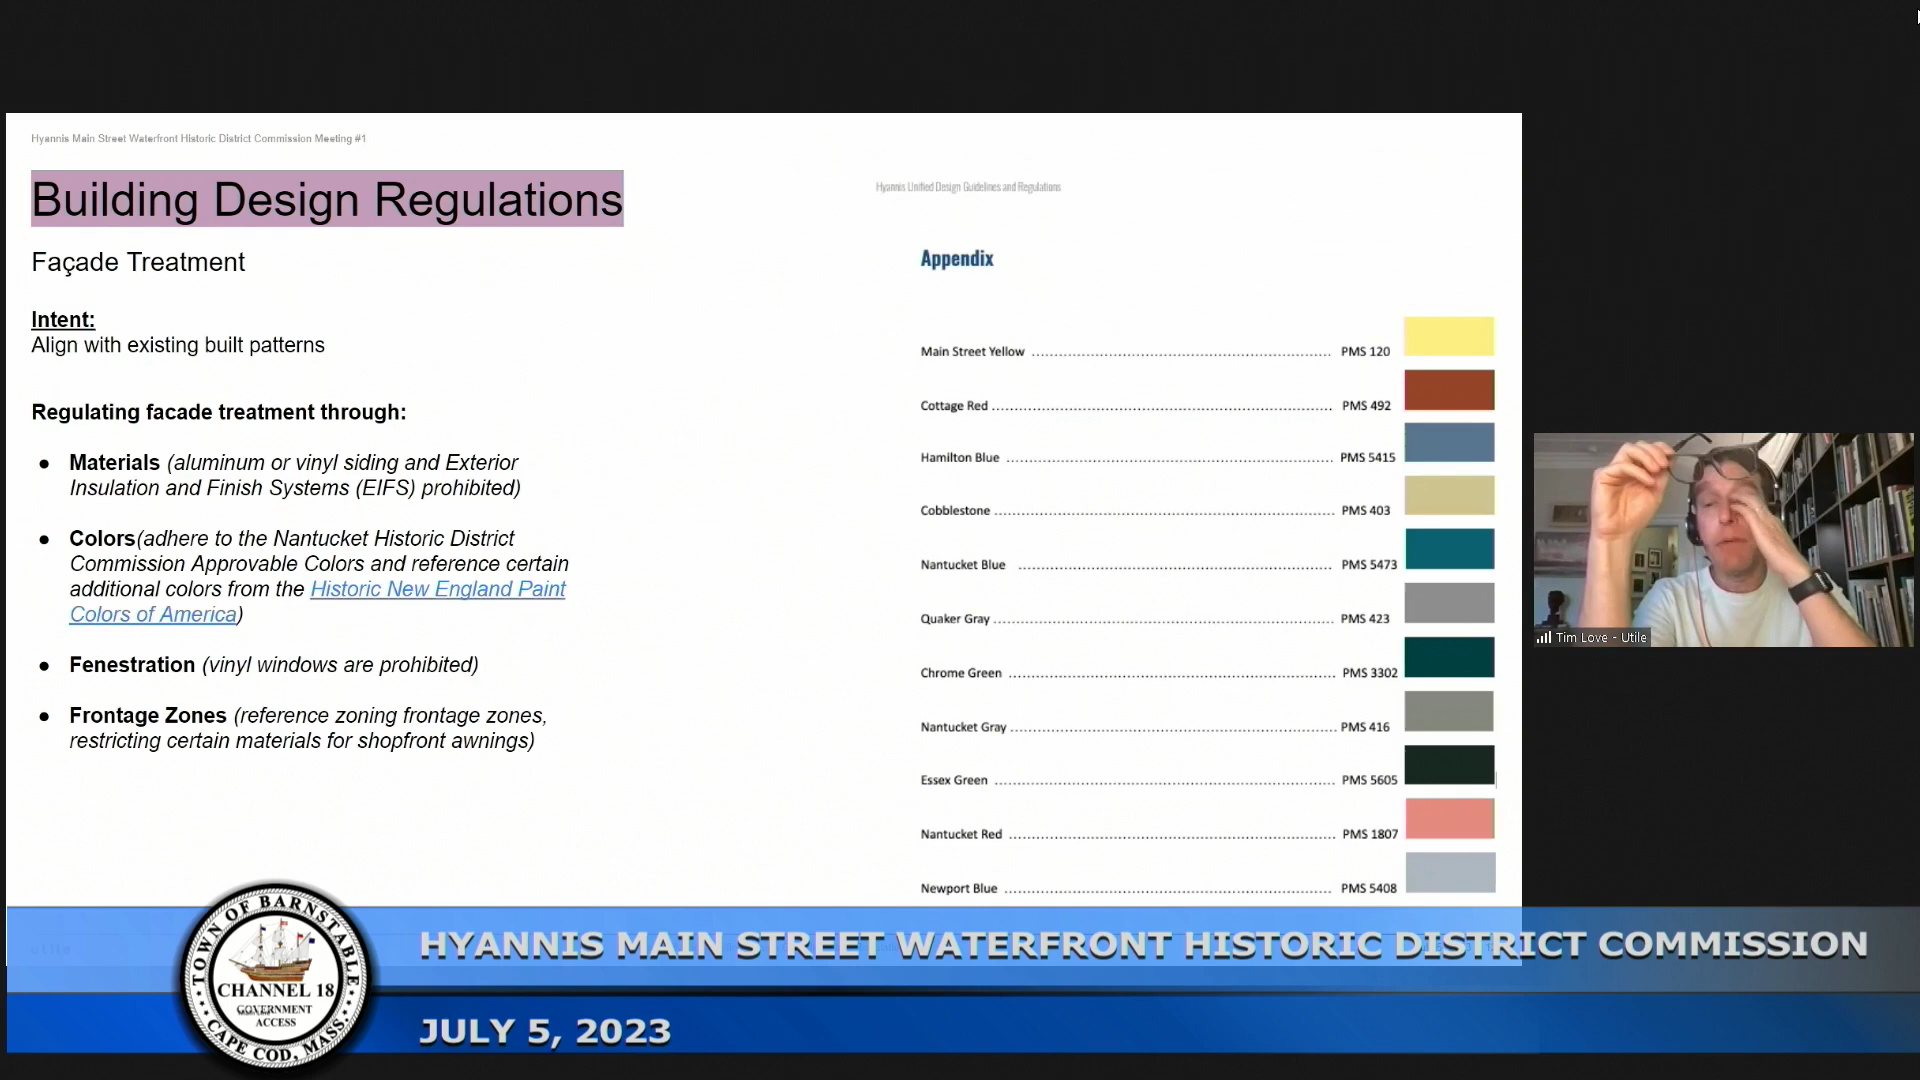 Hyannis Main Street Waterfront Historic District Commission Meeting #1
Building Design Regulations
Façade Treatment
Intent:
Align with existing built patterns
Regulating facade treatment through:
● Materials (aluminum or vinyl siding and Exterior
Insulation and Finish Systems (EIFS) prohibited)
● Colors(adhere to the Nantucket Historic District
Commission Approvable Colors and reference certain
additional colors from the Historic New England Paint
Colors of America)
● Fenestration (vinyl windows are prohibited)
● Frontage Zones (reference zoning frontage zones,
restricting certain materials for shopfront awnings)
Hyannis Unified Design Guidelines and Regulations
Appendix
Main Street Yellow PMS 120
Cottage Red PMS 492
Hamilton Blue PMS 5415
Cobblestone PMS 403
Nantucket Blue PMS 5473
Quaker Gray PMS 423
Chrome Green PMS 3302
Nantucket Gray PMS 416
Essex Green PMS 5605
Nantucket Red PMS 1807
Newport Blue PMS 5408
Tim Love - Utile
TOWN OF BARNSTABLE
CHANNEL 18
GOVERNMENT
ACCESS
CAPE COD, MASS.
HYANNIS MAIN STREET WATERFRONT HISTORIC DISTRICT COMMISSION
JULY 5, 2023